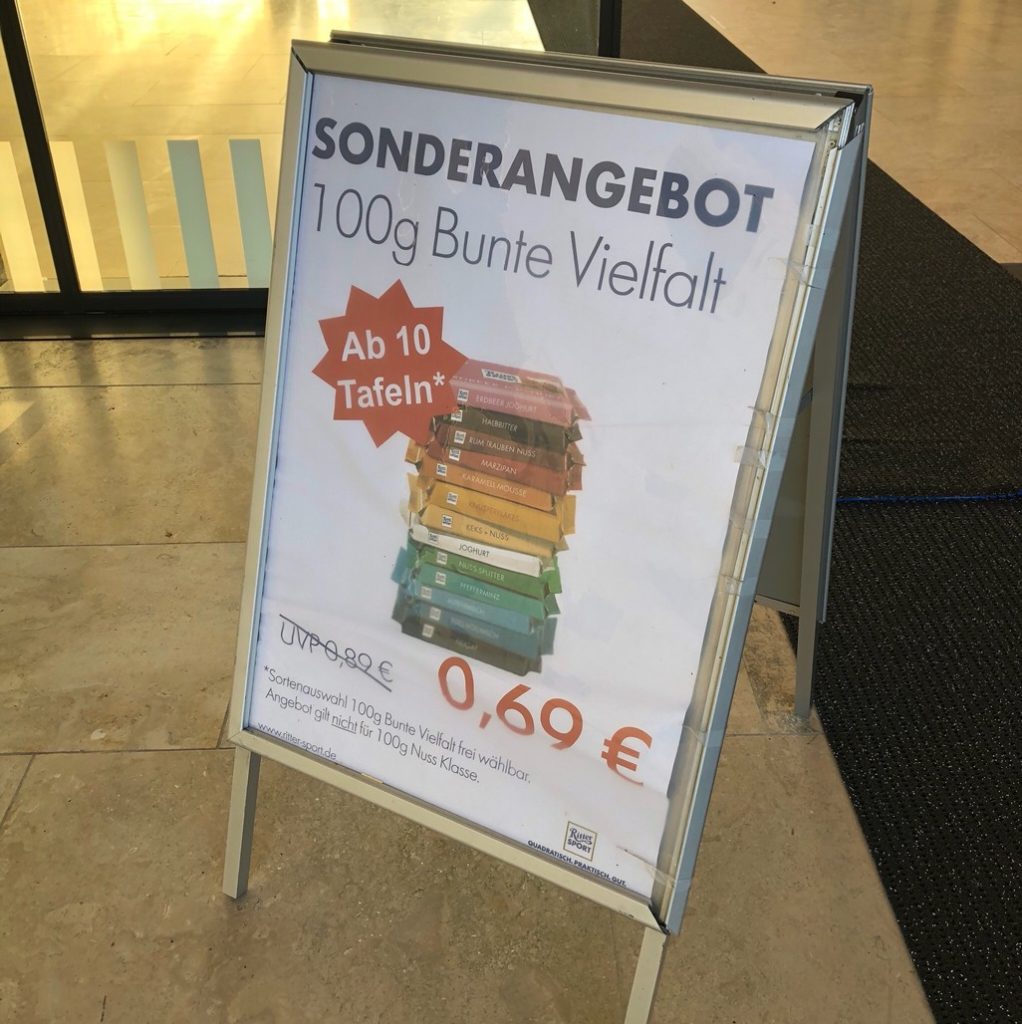 SONDERANGEBOT
100g Bunte Vielfalt
Ab 10
Tafeln*
ERDBEER JOGHURT
HALBBITTER
RUM TRAUBEN NUSS
MARZIPAN
KARAMELL-MOUSSE
KNUSPERFLAKES
KEKS + NUSS
JOGHURT
NUSS-SPLITTER
PFEFFERMINZ
ALPENMILCH
UVP 0,89 €
0,69 €
*Sortenauswahl 100g Bunte Vielfalt frei wählbar.
Angebot gilt nicht für 100g Nuss Klasse.
www.ritter-sport.de
Ritter
SPORT
QUADRATISCH. PRAKTISCH. GUT.